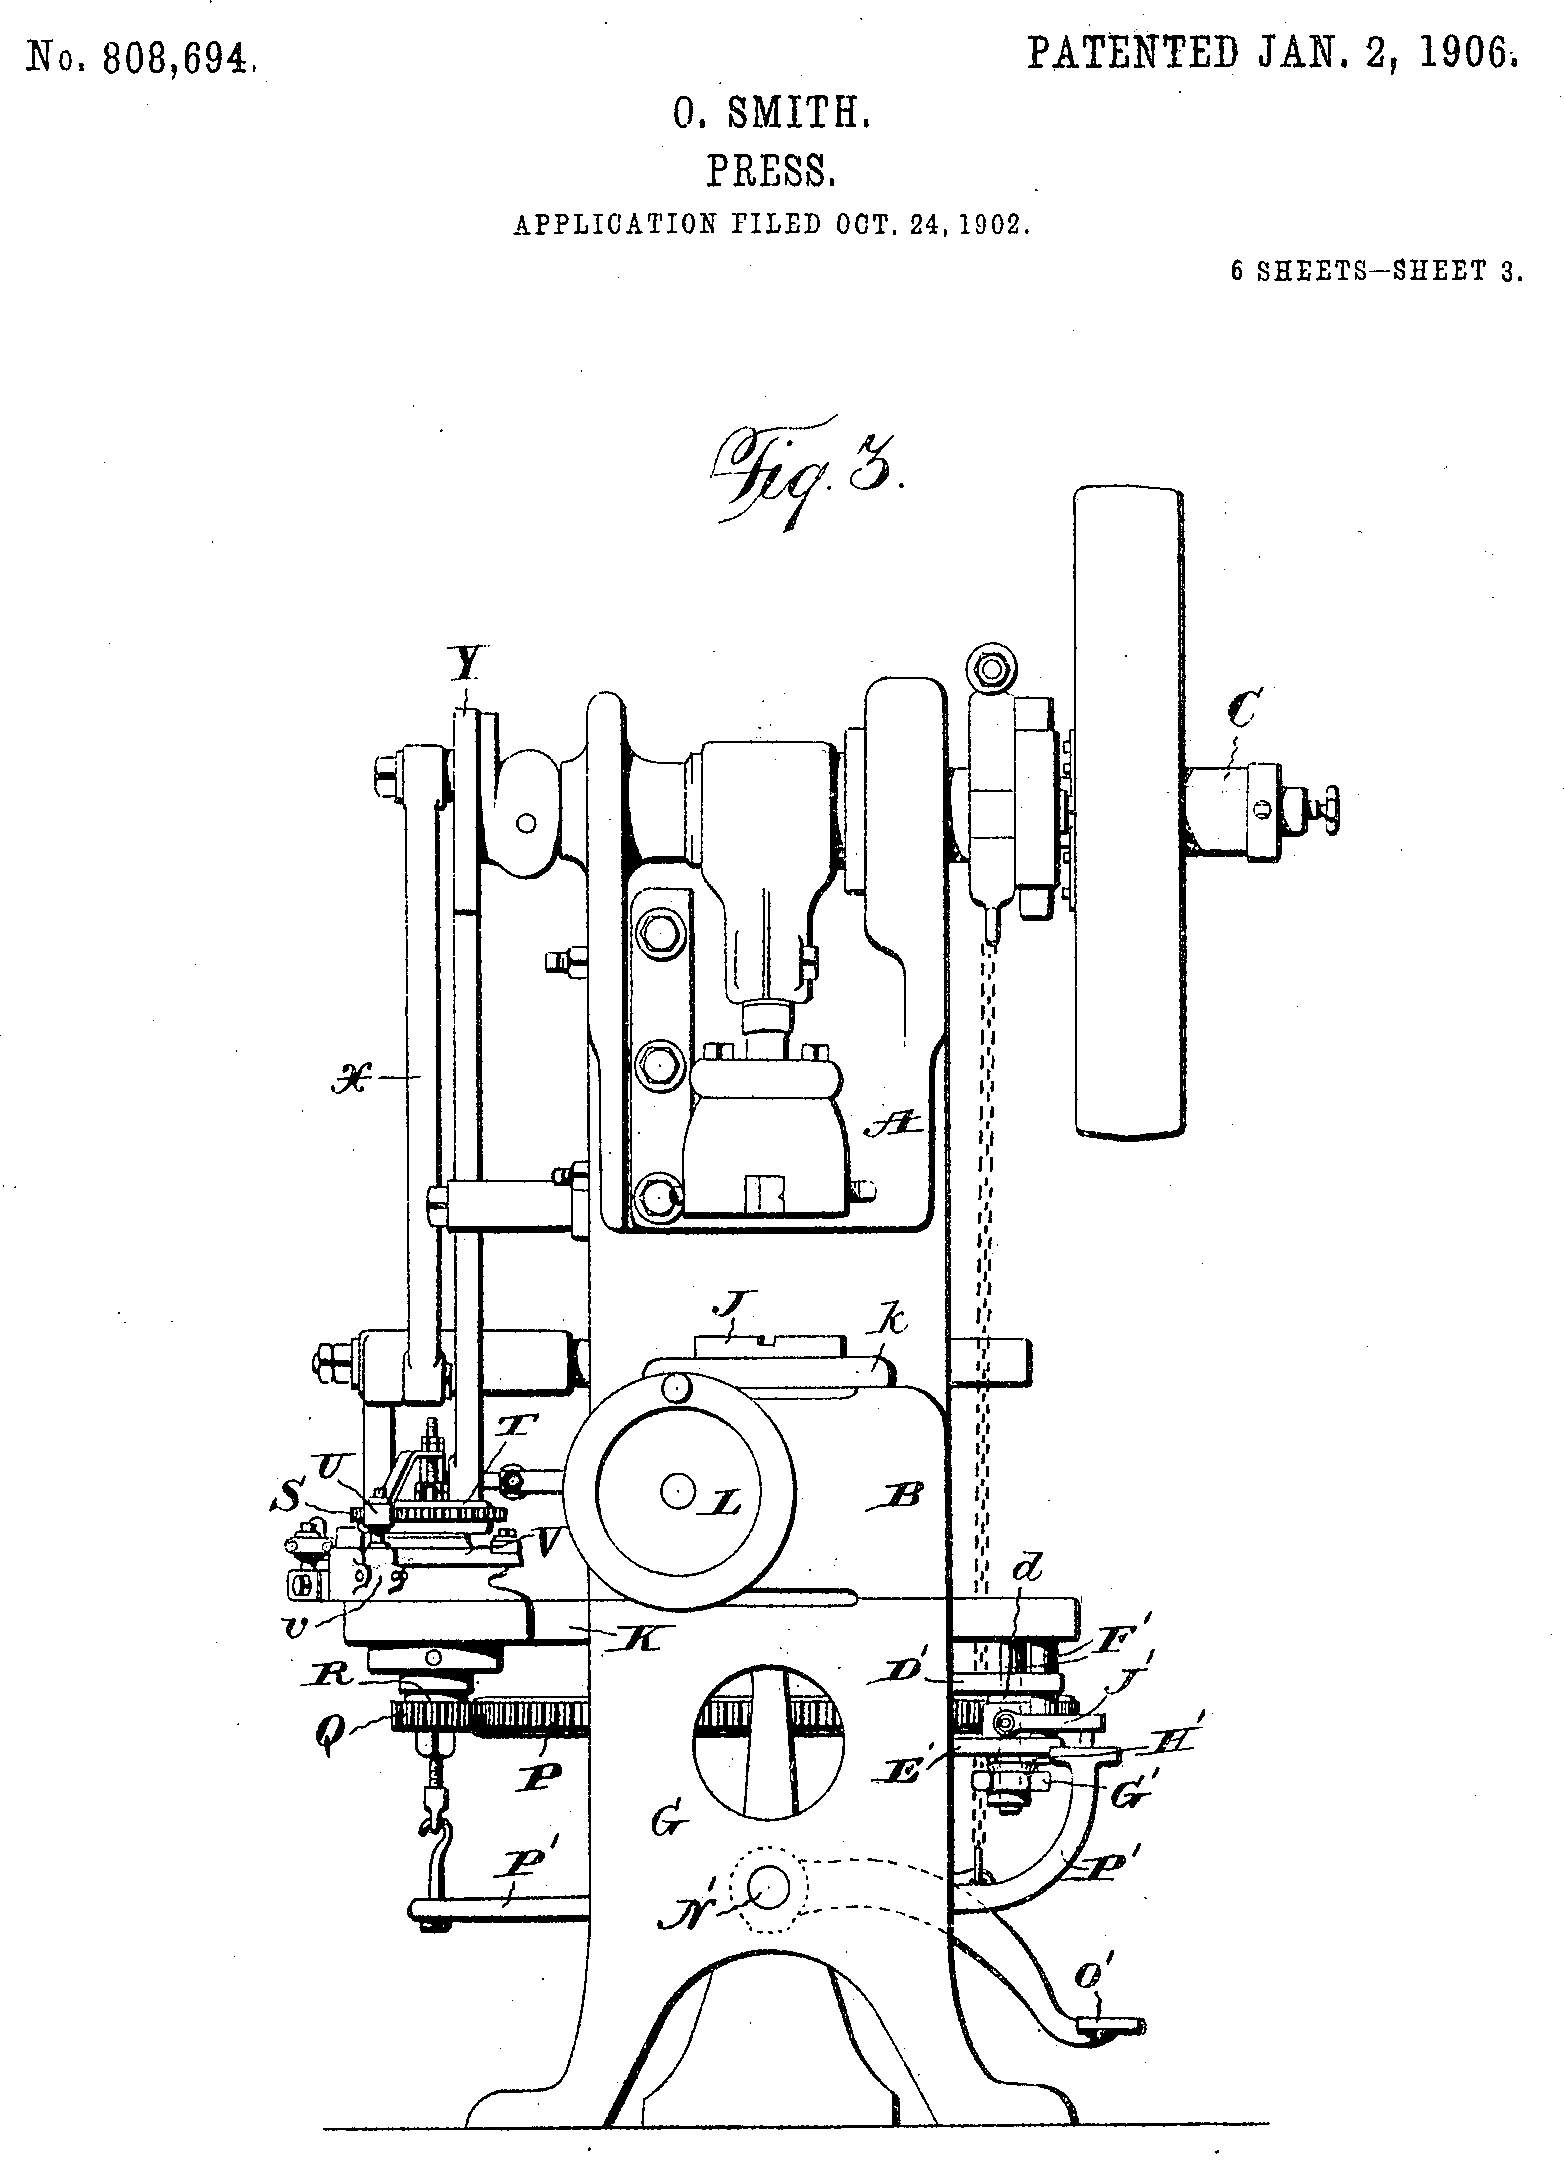 No. 808,694.
PATENTED JAN. 2, 1906.
O. SMITH.
PRESS.
APPLICATION FILED OCT. 24, 1902.
6 SHEETS—SHEET 3.
Fig. 3.
Y
C
X
A
J
k
T
U
S
L
B
V
v
d
K
F'
R
D'
J'
Q
H'
P
E'
G'
G
P'
P'
N'
O'